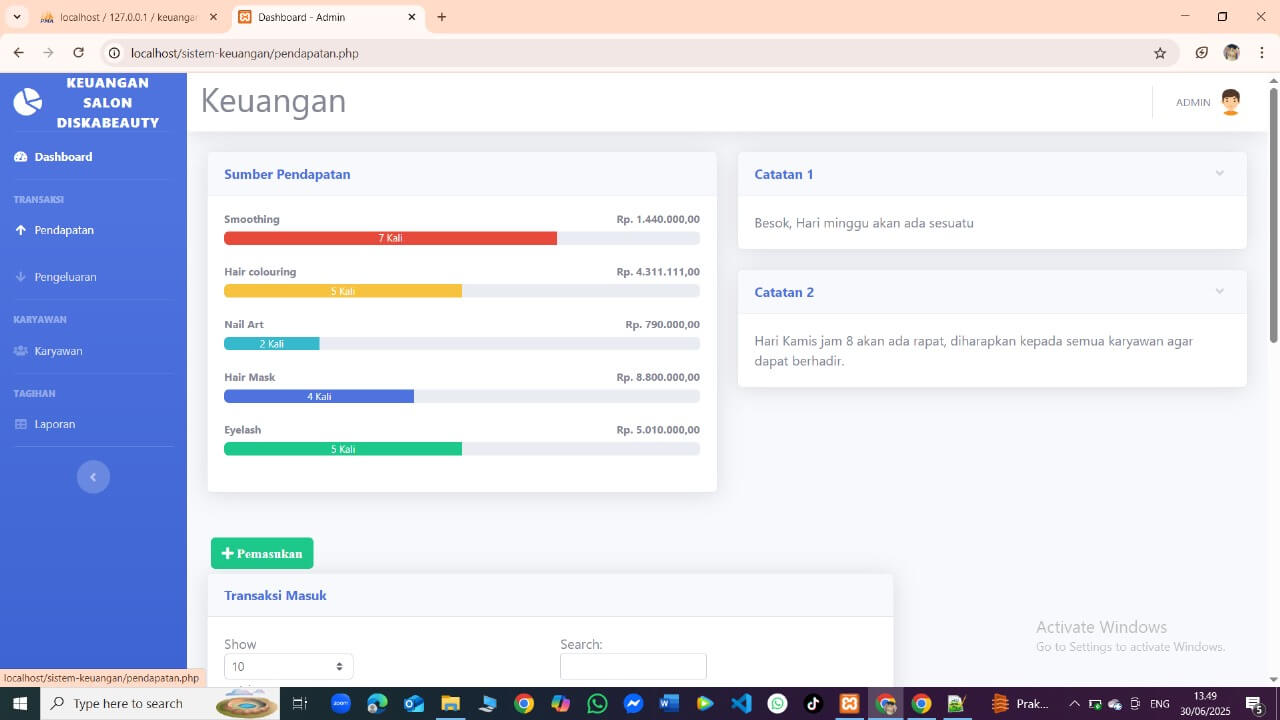 localhost / 127.0.0.1 / keuangan
Dashboard - Admin
localhost/sistem-keuangan/pendapatan.php
KEUANGAN
SALON
DISKABEAUTY
Dashboard
TRANSAKSI
Pendapatan
Pengeluaran
KARYAWAN
Karyawan
TAGIHAN
Laporan
Keuangan
ADMIN
Sumber Pendapatan
Smoothing Rp. 1.440.000,00
7 Kali
Hair colouring Rp. 4.311.111,00
5 Kali
Nail Art Rp. 790.000,00
2 Kali
Hair Mask Rp. 8.800.000,00
4 Kali
Eyelash Rp. 5.010.000,00
5 Kali
Catatan 1
Besok, Hari minggu akan ada sesuatu
Catatan 2
Hari Kamis jam 8 akan ada rapat, diharapkan kepada semua karyawan agar
dapat berhadir.
Pemasukan
Transaksi Masuk
Show
10
Search:
Activate Windows
Go to Settings to activate Windows.
localhost/sistem-keuangan/pendapatan.php
Type here to search
zoom
Prak...
ENG
13.49
30/06/2025
5